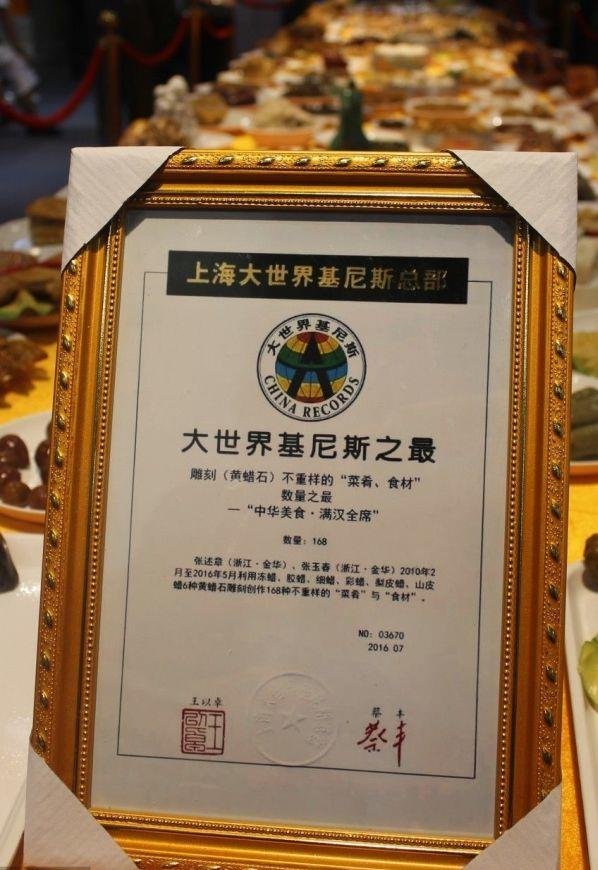 上海大世界基尼斯总部
大世界基尼斯
CHINA RECORDS
大世界基尼斯之最
雕刻（黄蜡石）不重样的“菜肴、食材”
数量之最
—“中华美食·满汉全席”
数量：168
张述章（浙江·金华）、张玉春（浙江·金华）2010年2
月至2016年5月利用冻蜡、胶蜡、细蜡、彩蜡、梨皮蜡、山皮
蜡6种黄蜡石雕刻创作168种不重样的“菜肴”与“食材”。
NO: 03670
2016 07
王以卓
蔡 丰
蔡丰